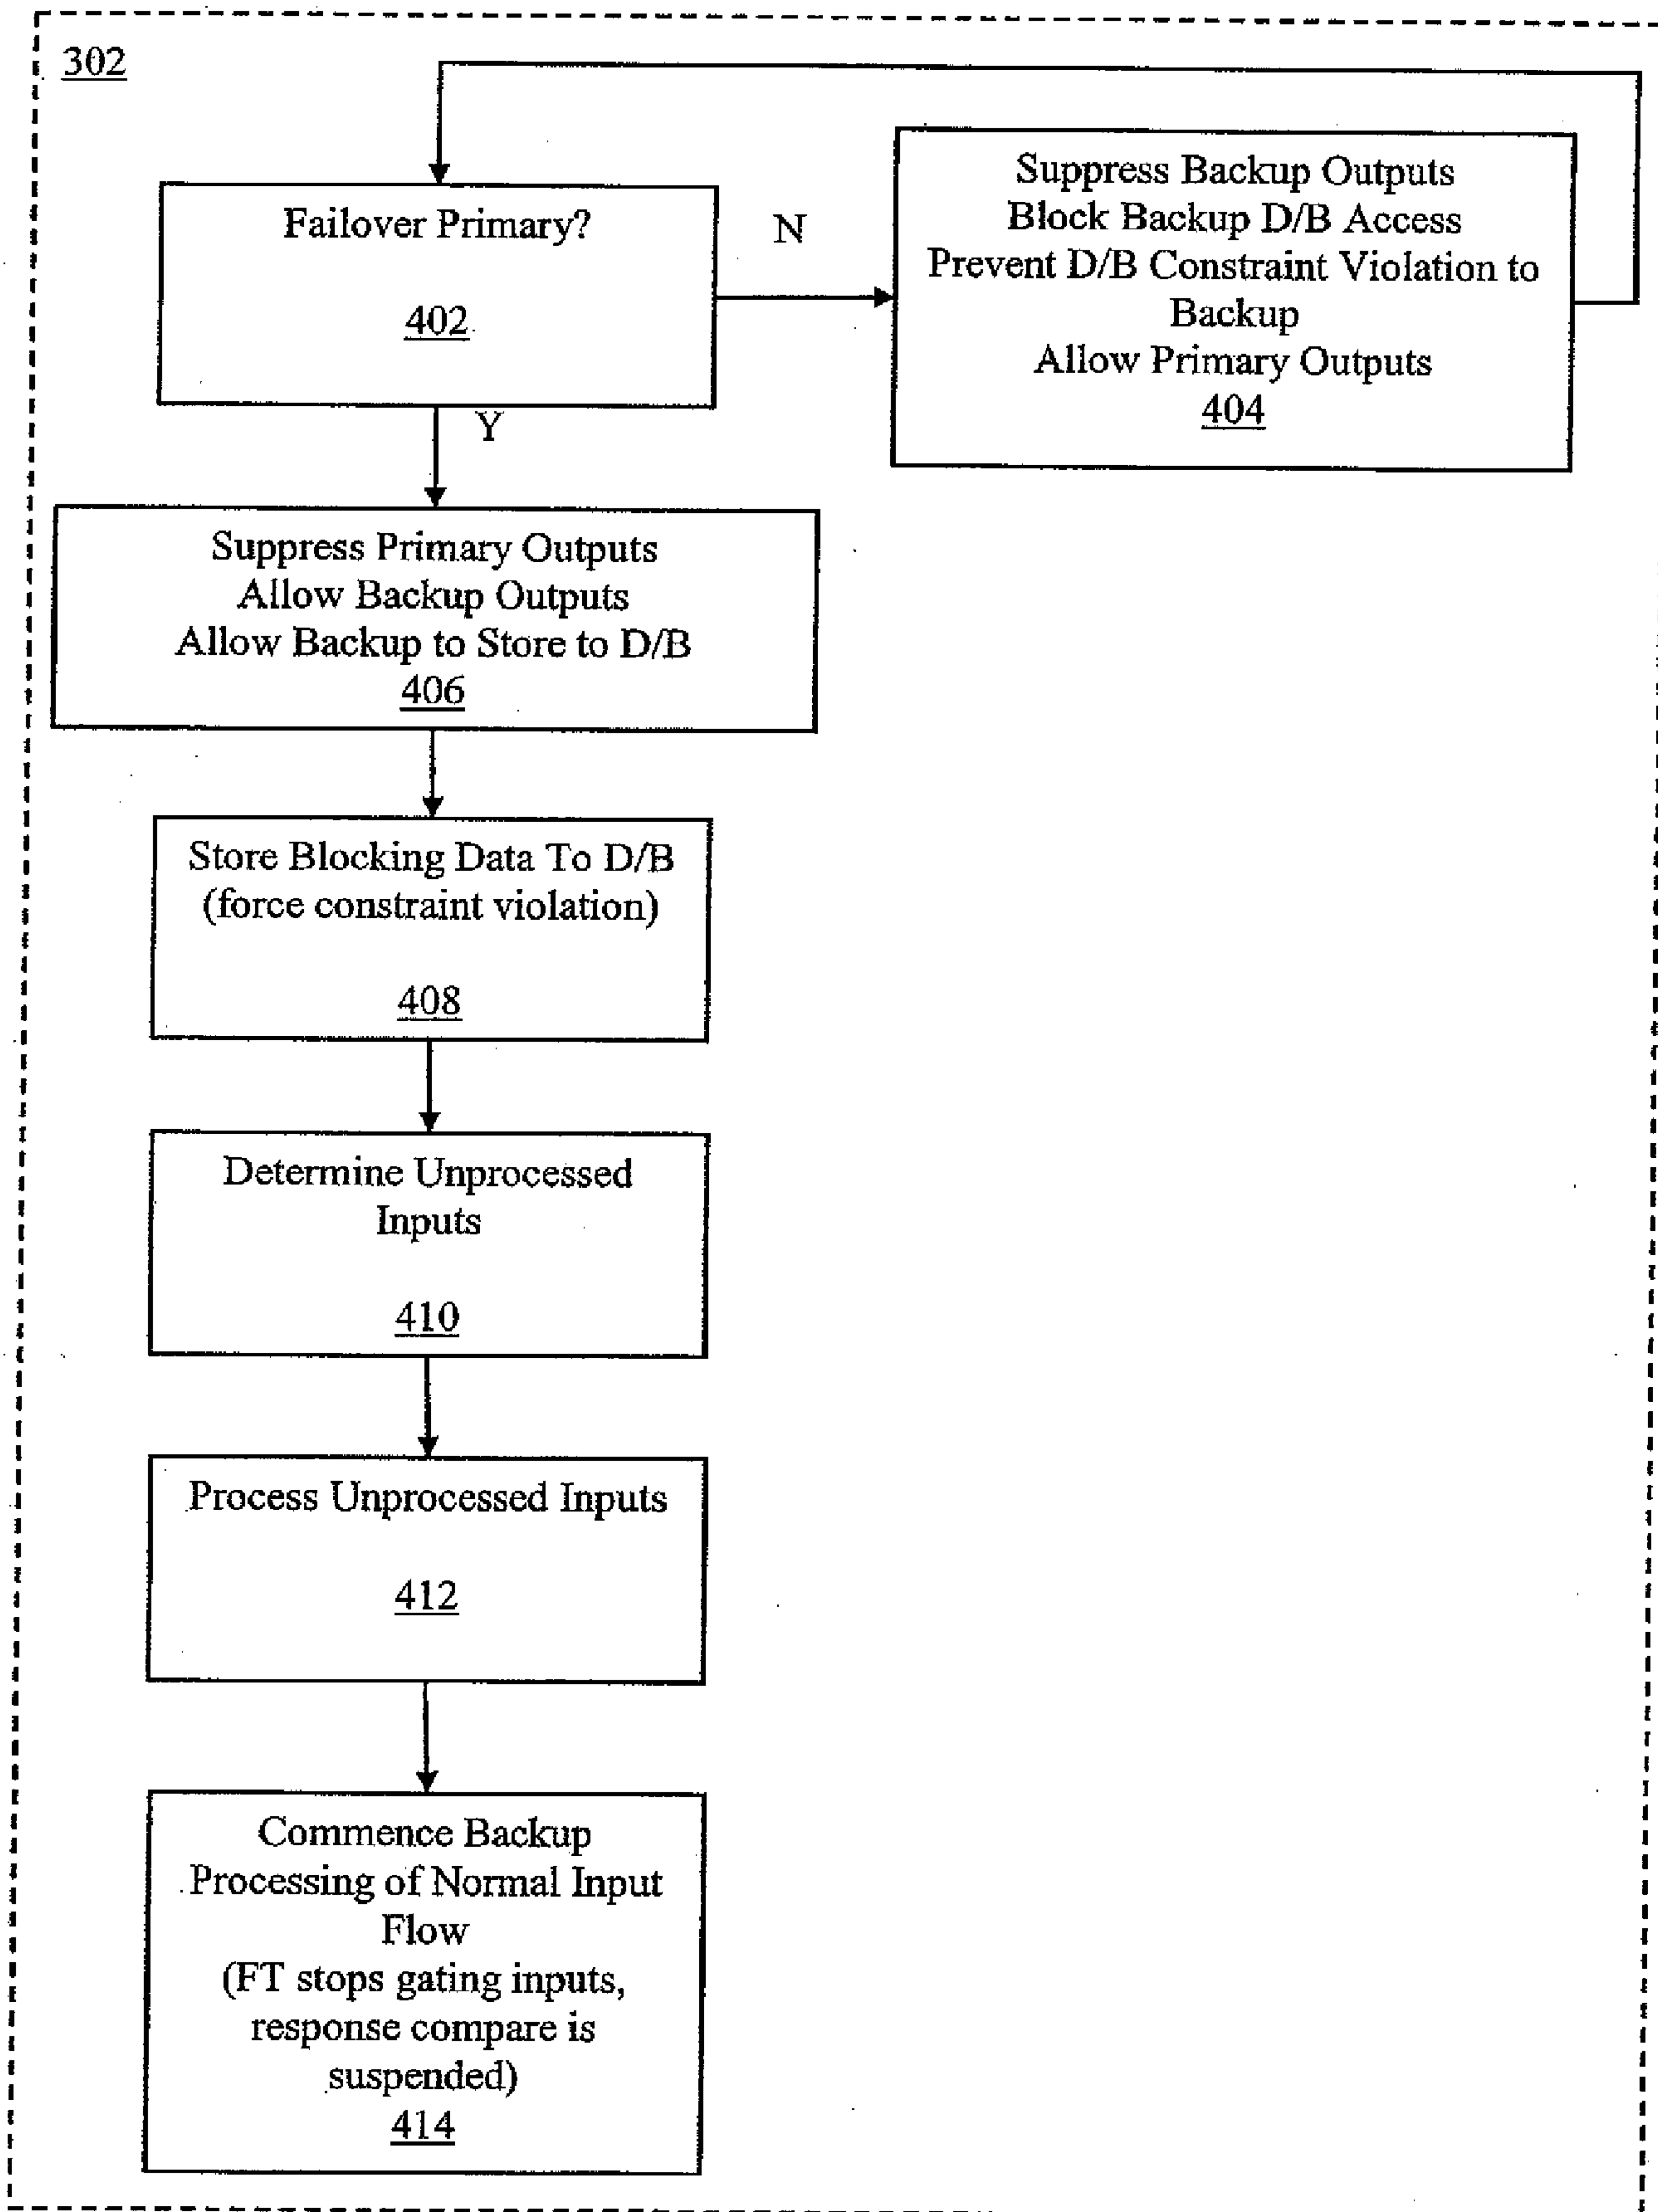 302
Failover Primary?
402
N
Suppress Backup Outputs
Block Backup D/B Access
Prevent D/B Constraint Violation to
Backup
Allow Primary Outputs
404
Y
Suppress Primary Outputs
Allow Backup Outputs
Allow Backup to Store to D/B
406
Store Blocking Data To D/B
(force constraint violation)
408
Determine Unprocessed
Inputs
410
Process Unprocessed Inputs
412
Commence Backup
Processing of Normal Input
Flow
(FT stops gating inputs,
response compare is
suspended)
414